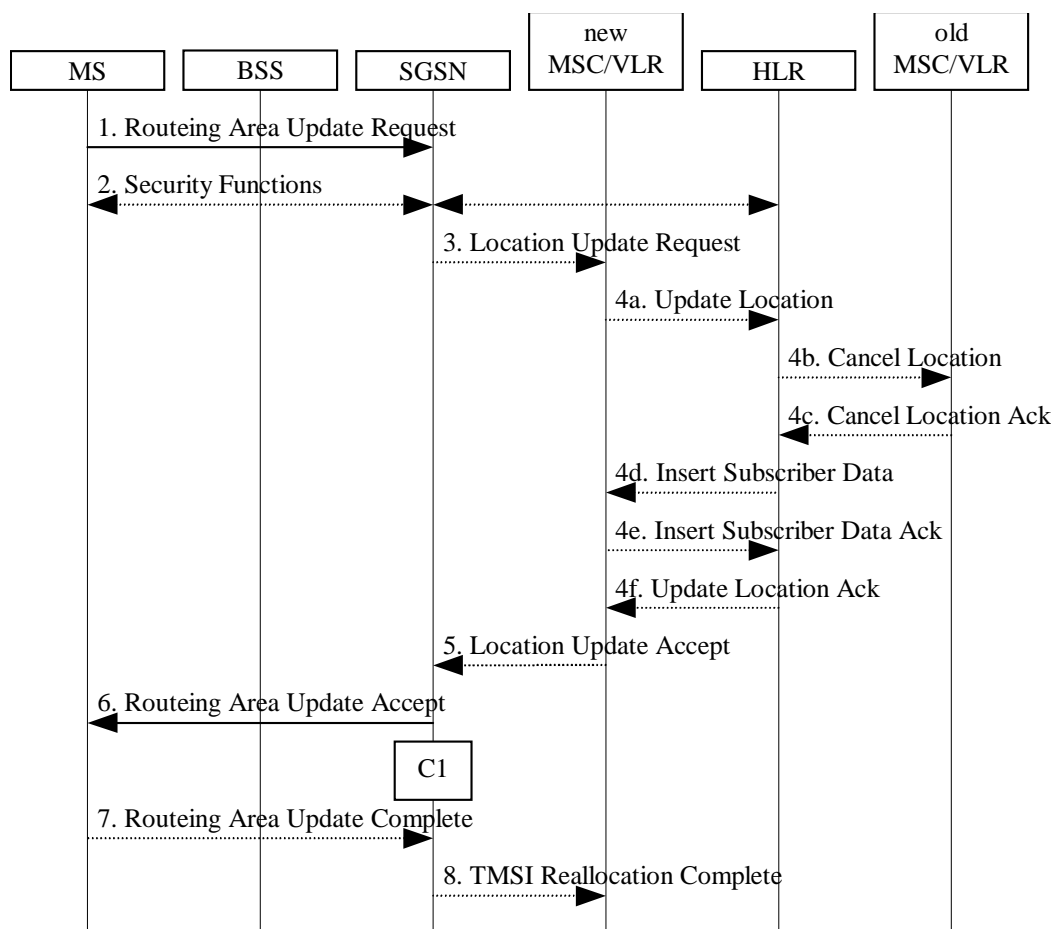 new
old
MS
BSS
SGSN
MSC/VLR
HLR
MSC/VLR
1. Routeing Area Update Request
2. Security Functions
3. Location Update Request
4a. Update Location
4b. Cancel Location
4c. Cancel Location Ack
4d. Insert Subscriber Data
4e. Insert Subscriber Data Ack
4f. Update Location Ack
5. Location Update Accept
6. Routeing Area Update Accept
C1
7. Routeing Area Update Complete
8. TMSI Reallocation Complete